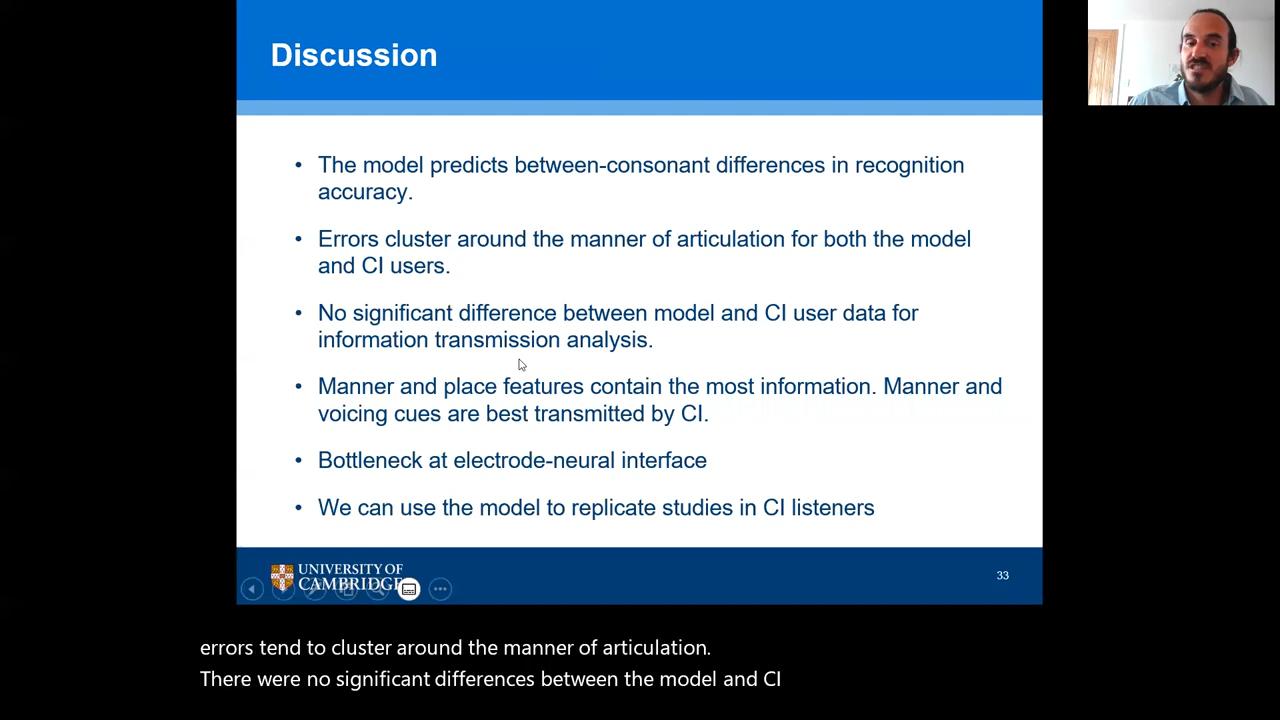 Discussion
• The model predicts between-consonant differences in recognition
accuracy.
• Errors cluster around the manner of articulation for both the model
and CI users.
• No significant difference between model and CI user data for
information transmission analysis.
• Manner and place features contain the most information. Manner and
voicing cues are best transmitted by CI.
• Bottleneck at electrode-neural interface
• We can use the model to replicate studies in CI listeners
UNIVERSITY OF
CAMBRIDGE
33
errors tend to cluster around the manner of articulation.
There were no significant differences between the model and CI